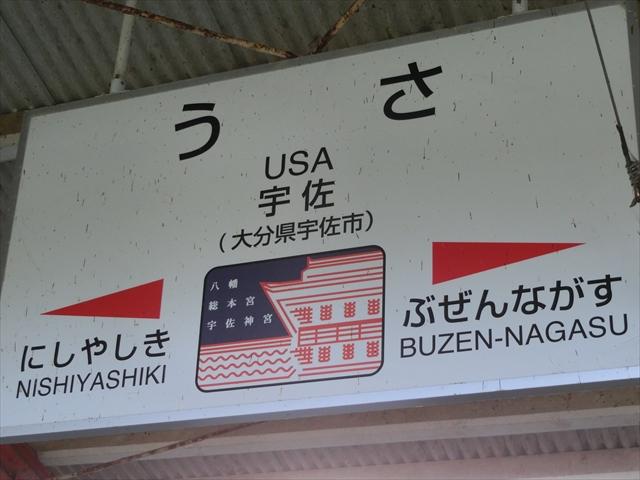 うさ
USA
宇佐
(大分県宇佐市)
八幡
総本宮
宇佐神宮
にしやしき
NISHIYASHIKI
ぶぜんながす
BUZEN-NAGASU